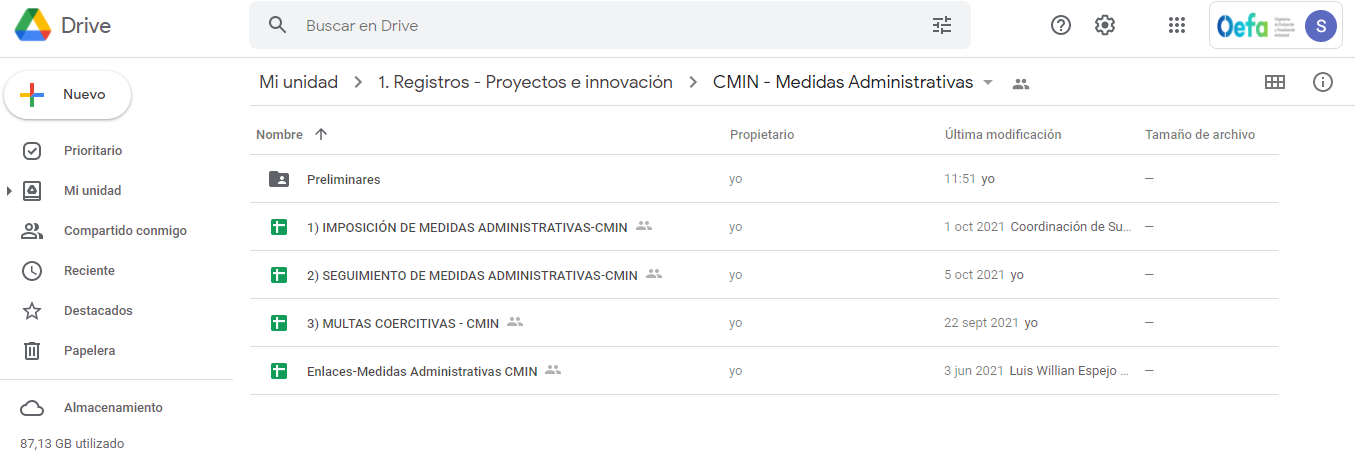 Drive
Buscar en Drive
Oefa
S
Nuevo
Mi unidad
1. Registros - Proyectos e innovación
CMIN - Medidas Administrativas
Nombre
Propietario
Última modificación
Tamaño de archivo
Prioritario
Mi unidad
Compartido conmigo
Reciente
Destacados
Papelera
Almacenamiento
87,13 GB utilizado
Preliminares yo 11:51 yo —
1) IMPOSICIÓN DE MEDIDAS ADMINISTRATIVAS-CMIN yo 1 oct 2021 Coordinación de Su... —
2) SEGUIMIENTO DE MEDIDAS ADMINISTRATIVAS-CMIN yo 5 oct 2021 yo —
3) MULTAS COERCITIVAS - CMIN yo 22 sept 2021 yo —
Enlaces-Medidas Administrativas CMIN yo 3 jun 2021 Luis Willian Espejo ... —